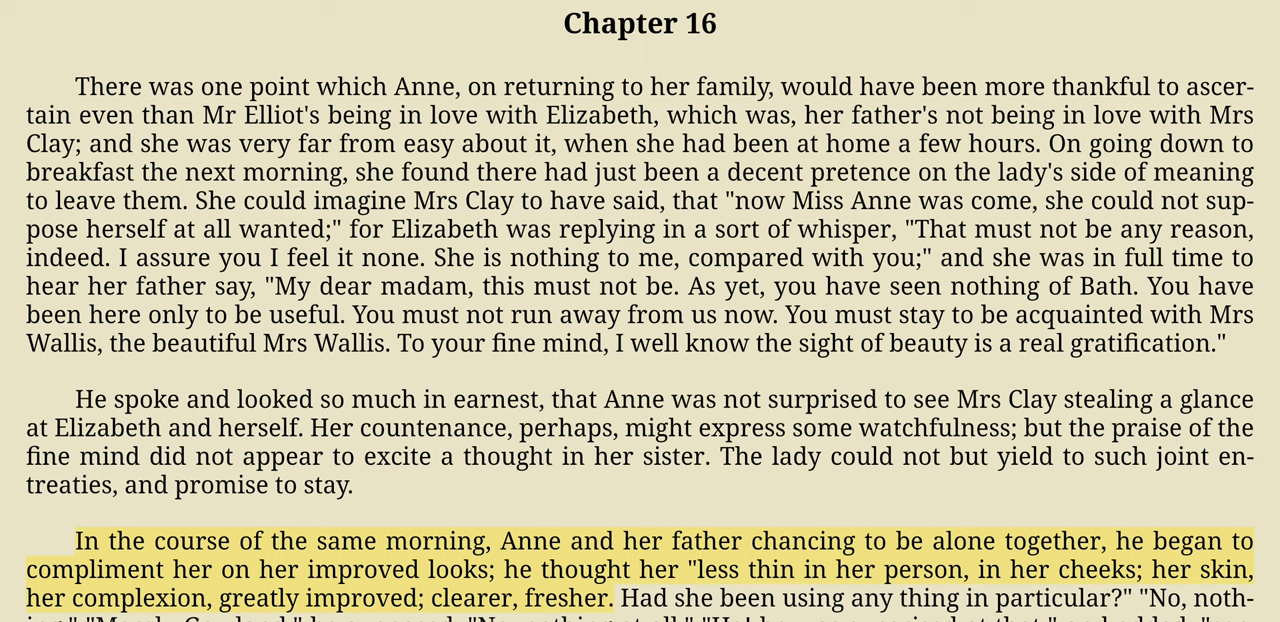 Chapter 16
There was one point which Anne, on returning to her family, would have been more thankful to ascer-
tain even than Mr Elliot's being in love with Elizabeth, which was, her father's not being in love with Mrs
Clay; and she was very far from easy about it, when she had been at home a few hours. On going down to
breakfast the next morning, she found there had just been a decent pretence on the lady's side of meaning
to leave them. She could imagine Mrs Clay to have said, that "now Miss Anne was come, she could not sup-
pose herself at all wanted;" for Elizabeth was replying in a sort of whisper, "That must not be any reason,
indeed. I assure you I feel it none. She is nothing to me, compared with you;" and she was in full time to
hear her father say, "My dear madam, this must not be. As yet, you have seen nothing of Bath. You have
been here only to be useful. You must not run away from us now. You must stay to be acquainted with Mrs
Wallis, the beautiful Mrs Wallis. To your fine mind, I well know the sight of beauty is a real gratification."
He spoke and looked so much in earnest, that Anne was not surprised to see Mrs Clay stealing a glance
at Elizabeth and herself. Her countenance, perhaps, might express some watchfulness; but the praise of the
fine mind did not appear to excite a thought in her sister. The lady could not but yield to such joint en-
treaties, and promise to stay.
In the course of the same morning, Anne and her father chancing to be alone together, he began to
compliment her on her improved looks; he thought her "less thin in her person, in her cheeks; her skin,
her complexion, greatly improved; clearer, fresher. Had she been using any thing in particular?" "No, noth-